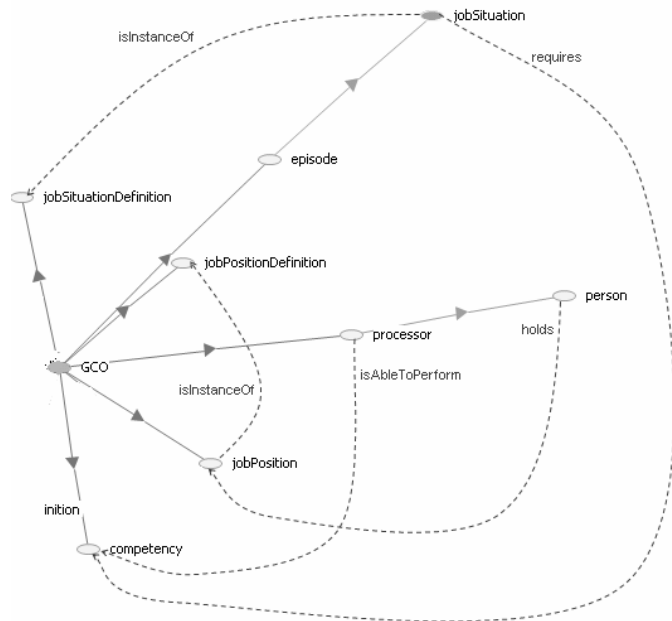 jobSituation
isInstanceOf
requires
episode
jobSituationDefinition
jobPositionDefinition
person
holds
processor
GCO
isAbleToPerform
isInstanceOf
jobPosition
inition
competency